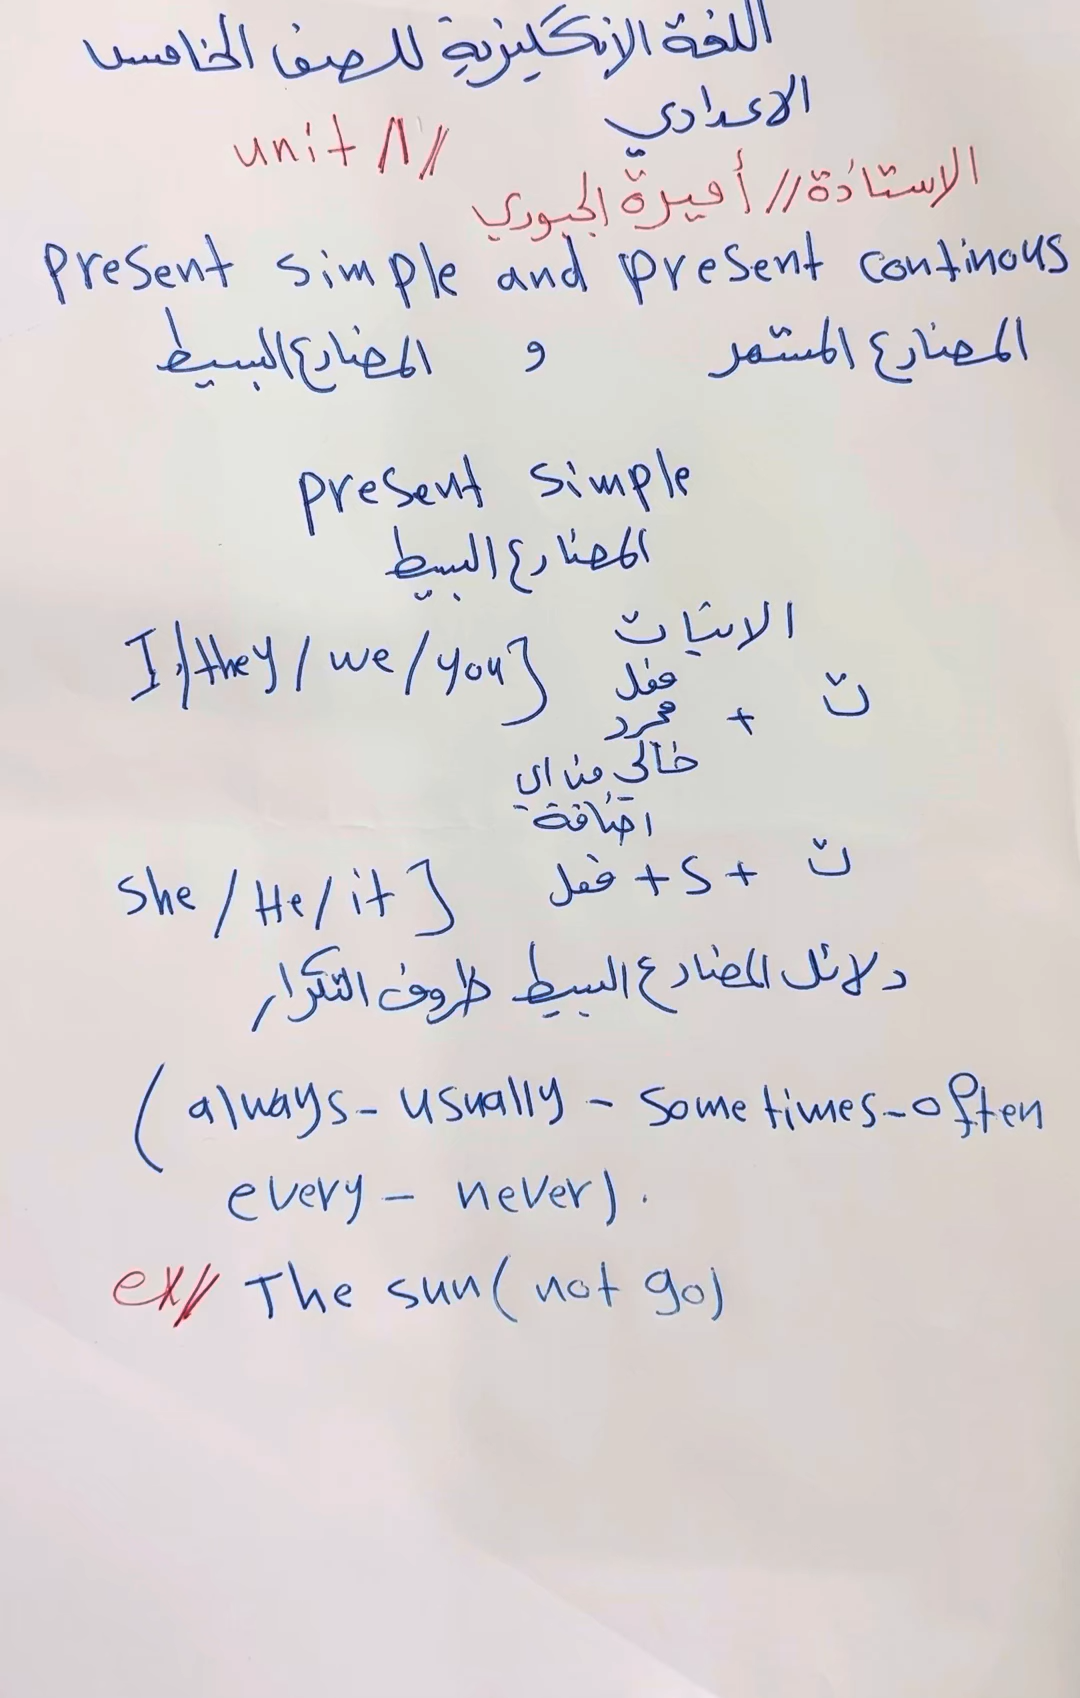 اللغة الإنكليزية للصف الخامس
الاعدادي
unit /1//
الاستاذة // أميرة الجبوري
present simple and present continous
المضارع البسيط و المضارع المستمر
present simple
المضارع البسيط
الاثبات
I / they / we / you } فعل + ث
مجرد
خالي من اي
اضافة
She / He / it } فعل + s + ث
دلائل المضارع البسيط ظروف التكرار
(always - usually - sometimes - often
every - never).
ex// The sun (not go)